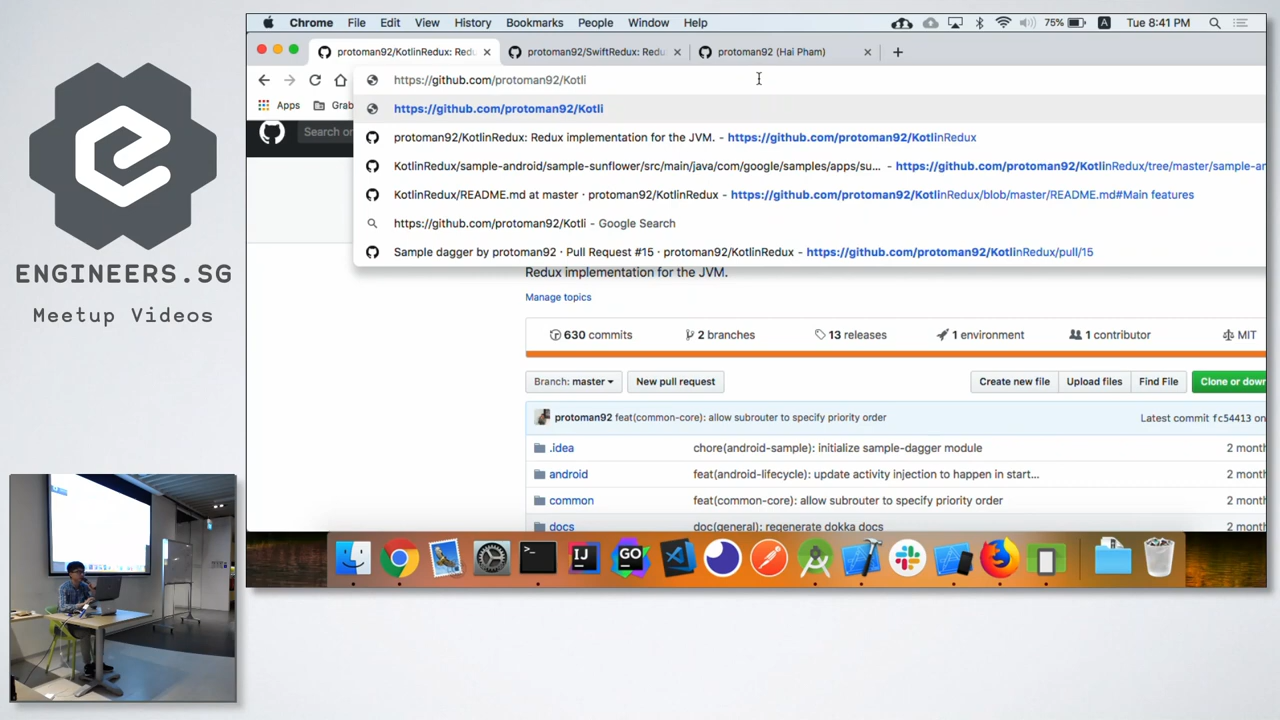 Chrome File Edit View History Bookmarks People Window Help 75% A Tue 8:41 PM
protoman92/KotlinRedux: Redu protoman92/SwiftRedux: Redu protoman92 (Hai Pham)
https://github.com/protoman92/Kotli
Apps Grab
https://github.com/protoman92/Kotli
Search or
protoman92/KotlinRedux: Redux implementation for the JVM. - https://github.com/protoman92/KotlinRedux
KotlinRedux/sample-android/sample-sunflower/src/main/java/com/google/samples/apps/su... - https://github.com/protoman92/KotlinRedux/tree/master/sample-an
KotlinRedux/README.md at master · protoman92/KotlinRedux - https://github.com/protoman92/KotlinRedux/blob/master/README.md#Main features
https://github.com/protoman92/Kotli - Google Search
Sample dagger by protoman92 · Pull Request #15 · protoman92/KotlinRedux - https://github.com/protoman92/KotlinRedux/pull/15
Redux implementation for the JVM.
Manage topics
630 commits 2 branches 13 releases 1 environment 1 contributor MIT
Branch: master New pull request Create new file Upload files Find File Clone or down
protoman92 feat(common-core): allow subrouter to specify priority order Latest commit fc54413 on
.idea chore(android-sample): initialize sample-dagger module 2 month
android feat(android-lifecycle): update activity injection to happen in start... 2 month
common feat(common-core): allow subrouter to specify priority order 2 month
docs doc(general): regenerate dokka docs 2 month
>_ IJ GO
ENGINEERS.SG
Meetup Videos